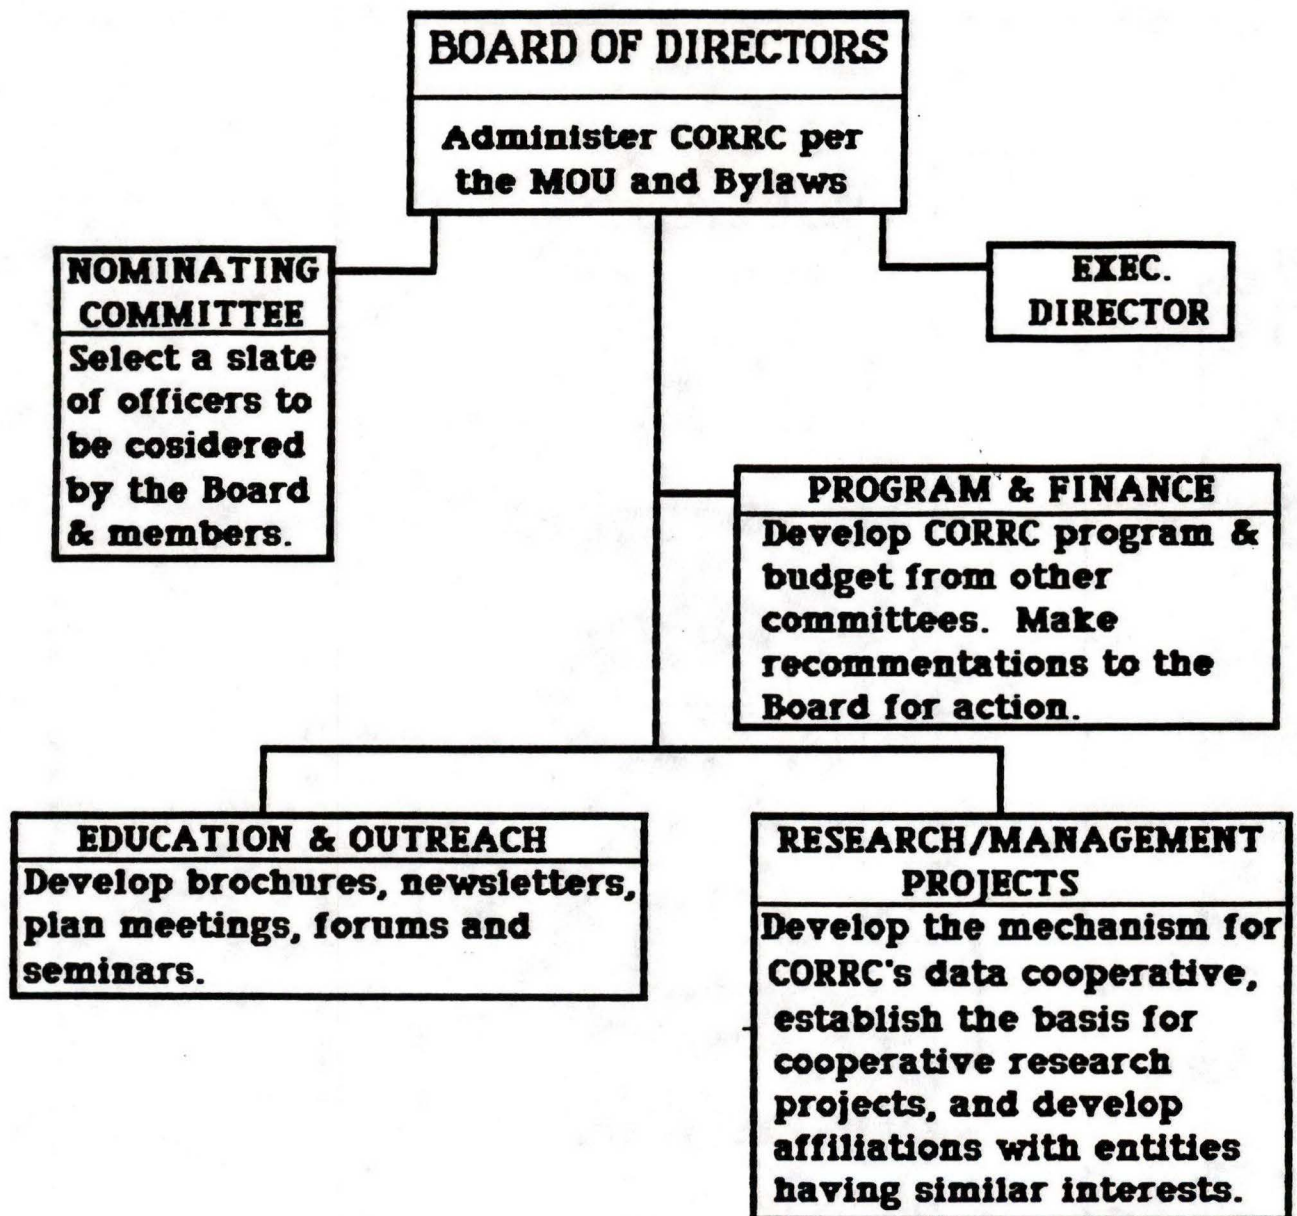 BOARD OF DIRECTORS
Administer CORRC per
the MOU and Bylaws
NOMINATING
COMMITTEE
Select a slate
of officers to
be cosidered
by the Board
& members.
EXEC.
DIRECTOR
PROGRAM & FINANCE
Develop CORRC program &
budget from other
committees. Make
recommentations to the
Board for action.
EDUCATION & OUTREACH
Develop brochures, newsletters,
plan meetings, forums and
seminars.
RESEARCH/MANAGEMENT
PROJECTS
Develop the mechanism for
CORRC's data cooperative,
establish the basis for
cooperative research
projects, and develop
affiliations with entities
having similar interests.